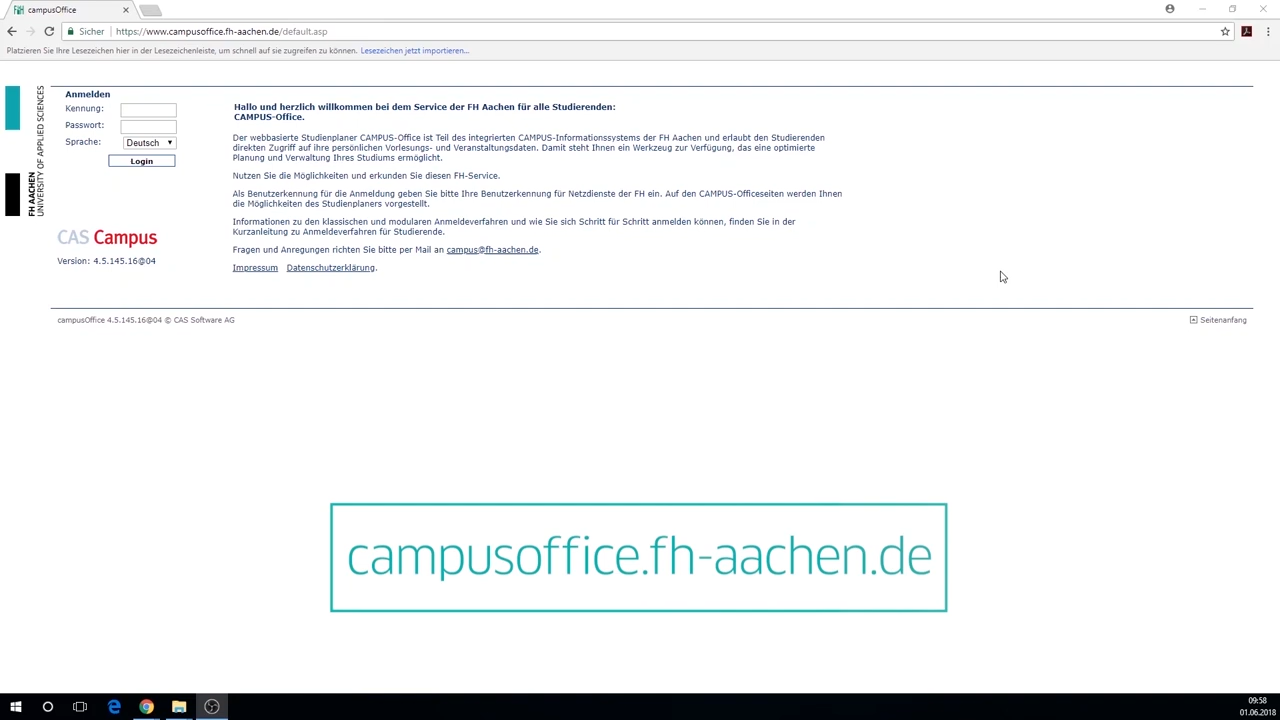 campusOffice
Sicher
https://www.campusoffice.fh-aachen.de/default.asp
Platzieren Sie Ihre Lesezeichen hier in der Lesezeichenleiste, um schnell auf sie zugreifen zu können. Lesezeichen jetzt importieren...
FH AACHEN
UNIVERSITY OF APPLIED SCIENCES
Anmelden
Kennung:
Passwort:
Sprache: Deutsch
Login
CAS Campus
Version: 4.5.145.16@04
Hallo und herzlich willkommen bei dem Service der FH Aachen für alle Studierenden:
CAMPUS-Office.
Der webbasierte Studienplaner CAMPUS-Office ist Teil des integrierten CAMPUS-Informationssystems der FH Aachen und erlaubt den Studierenden
direkten Zugriff auf ihre persönlichen Vorlesungs- und Veranstaltungsdaten. Damit steht Ihnen ein Werkzeug zur Verfügung, das eine optimierte
Planung und Verwaltung Ihres Studiums ermöglicht.
Nutzen Sie die Möglichkeiten und erkunden Sie diesen FH-Service.
Als Benutzerkennung für die Anmeldung geben Sie bitte Ihre Benutzerkennung für Netzdienste der FH ein. Auf den CAMPUS-Officeseiten werden Ihnen
die Möglichkeiten des Studienplaners vorgestellt.
Informationen zu den klassischen und modularen Anmeldeverfahren und wie Sie sich Schritt für Schritt anmelden können, finden Sie in der
Kurzanleitung zu Anmeldeverfahren für Studierende.
Fragen und Anregungen richten Sie bitte per Mail an campus@fh-aachen.de.
Impressum Datenschutzerklärung.
campusOffice 4.5.145.16@04 © CAS Software AG
Seitenanfang
campusoffice.fh-aachen.de
09:58
01.06.2018